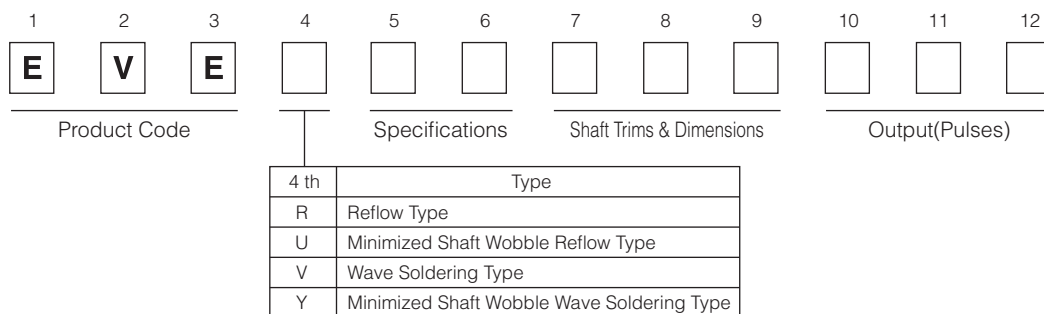 1 2 3 4 5 6 7 8 9 10 11 12
E V E
Product Code Specifications Shaft Trims & Dimensions Output(Pulses)
4 th Type
R Reflow Type
U Minimized Shaft Wobble Reflow Type
V Wave Soldering Type
Y Minimized Shaft Wobble Wave Soldering Type